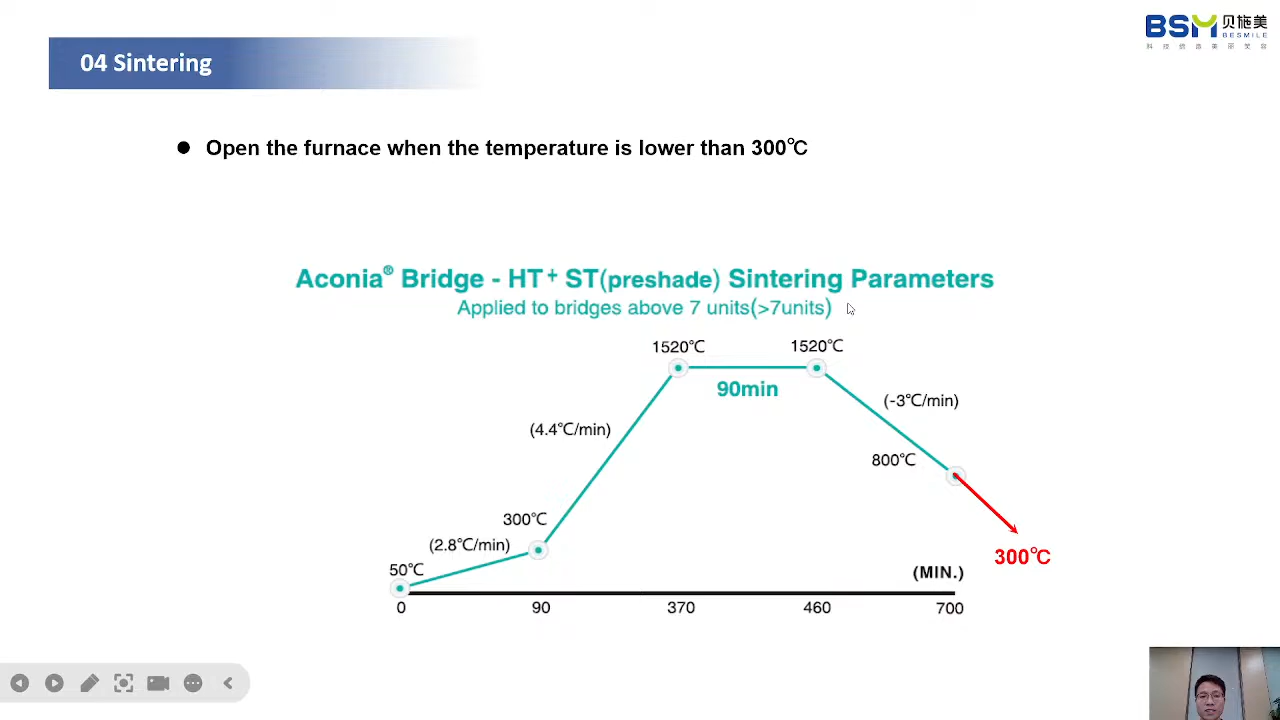 BSM 贝施美
BESMILE
04 Sintering
● Open the furnace when the temperature is lower than 300℃
Aconia® Bridge - HT+ ST(preshade) Sintering Parameters
Applied to bridges above 7 units(>7units)
1520℃ 1520℃
90min
(-3℃/min)
(4.4℃/min)
800℃
300℃
(2.8℃/min)
300℃
50℃
(MIN.)
0 90 370 460 700